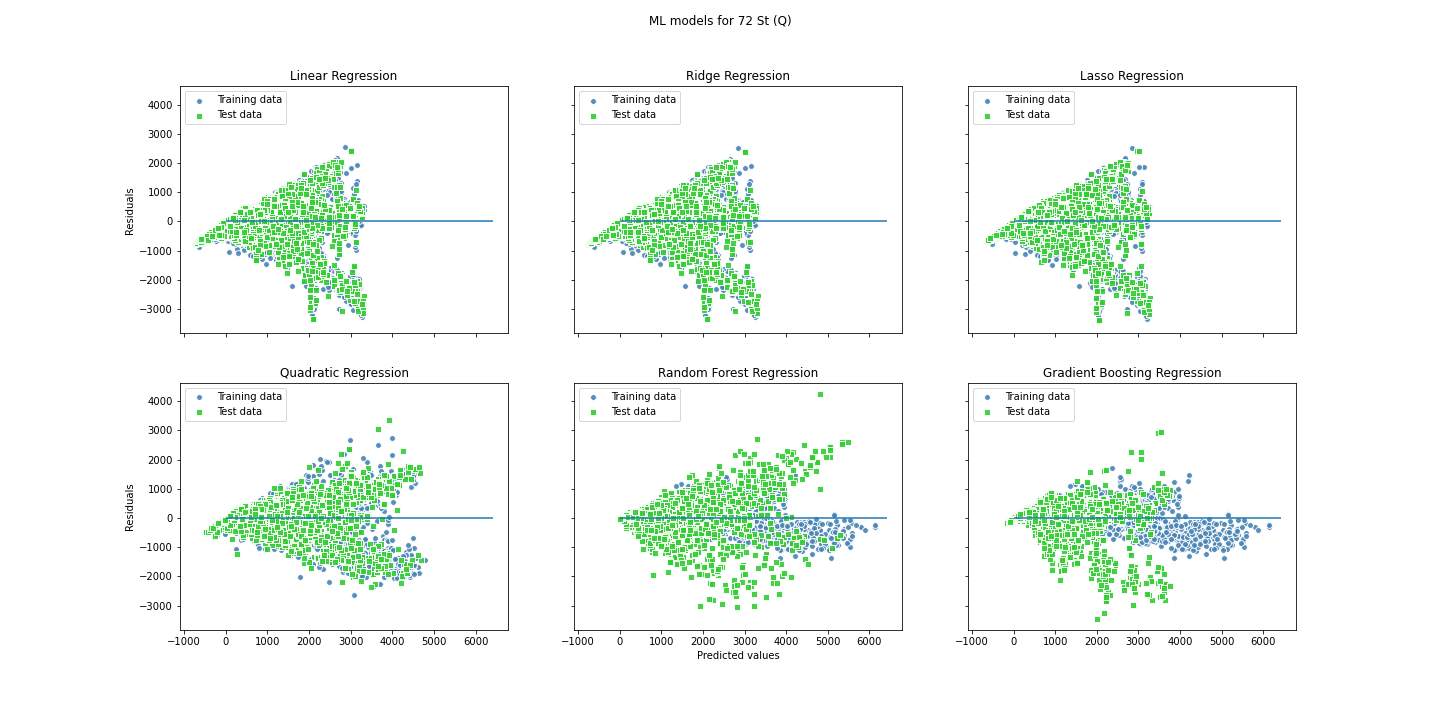 ML models for 72 St (Q)
Linear Regression
Training data
Test data
4000
3000
2000
1000
0
−1000
−2000
−3000
Residuals
Ridge Regression
Training data
Test data
Lasso Regression
Training data
Test data
Quadratic Regression
Training data
Test data
4000
3000
2000
1000
0
−1000
−2000
−3000
Residuals
−1000 0 1000 2000 3000 4000 5000 6000
Random Forest Regression
Training data
Test data
−1000 0 1000 2000 3000 4000 5000 6000
Predicted values
Gradient Boosting Regression
Training data
Test data
−1000 0 1000 2000 3000 4000 5000 6000